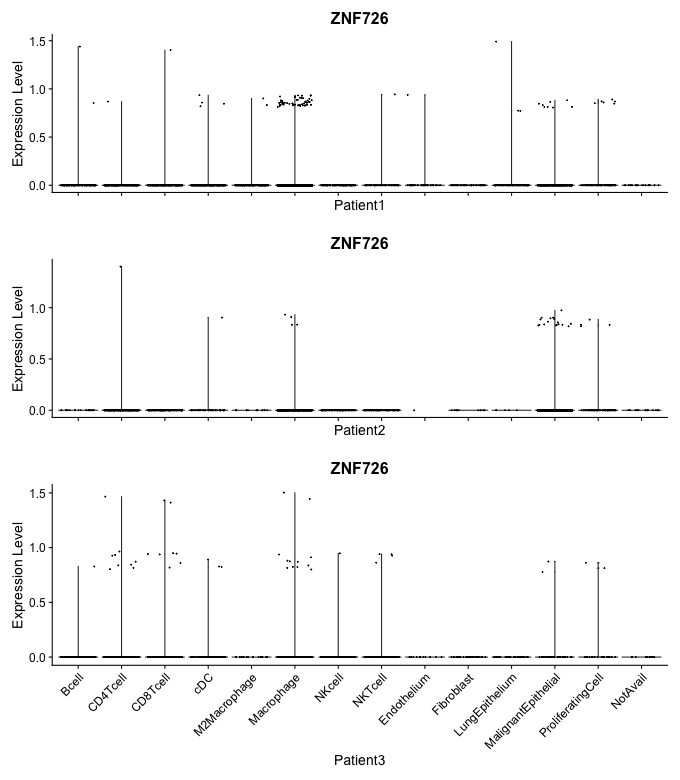 ZNF726
Expression Level
1.5
1.0
0.5
0.0
Patient1
ZNF726
Expression Level
1.0
0.5
0.0
Patient2
ZNF726
Expression Level
1.5
1.0
0.5
0.0
Bcell
CD4Tcell
CD8Tcell
cDC
M2Macrophage
Macrophage
NKcell
NKTcell
Endothelium
Fibroblast
LungEpithelium
MalignantEpithelial
ProliferatingCell
NotAvail
Patient3